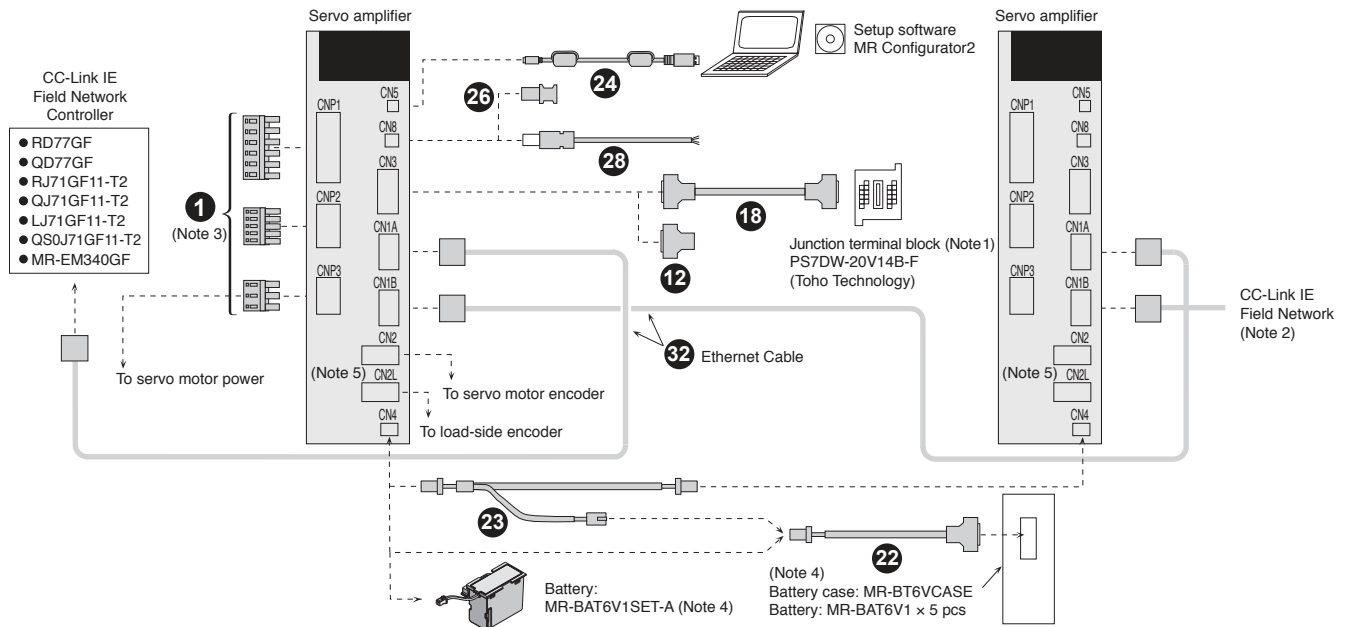 Servo amplifier
Servo amplifier
Setup software
MR Configurator2
CC-Link IE
Field Network
Controller
● RD77GF
● QD77GF
● RJ71GF11-T2
● QJ71GF11-T2
● LJ71GF11-T2
● QS0J71GF11-T2
● MR-EM340GF
1
(Note 3)
To servo motor power
CNP1
CNP2
CNP3
CN5
CN8
CN3
CN1A
CN1B
CN2
(Note 5)
CN2L
CN4
24
26
28
18
12
Junction terminal block (Note 1)
PS7DW-20V14B-F
(Toho Technology)
32
Ethernet Cable
To servo motor encoder
To load-side encoder
CNP1
CNP2
CNP3
CN5
CN8
CN3
CN1A
CN1B
CN2
(Note 5)
CN2L
CN4
CC-Link IE
Field Network
(Note 2)
23
22
Battery:
MR-BAT6V1SET-A (Note 4)
(Note 4)
Battery case: MR-BT6VCASE
Battery: MR-BAT6V1 × 5 pcs